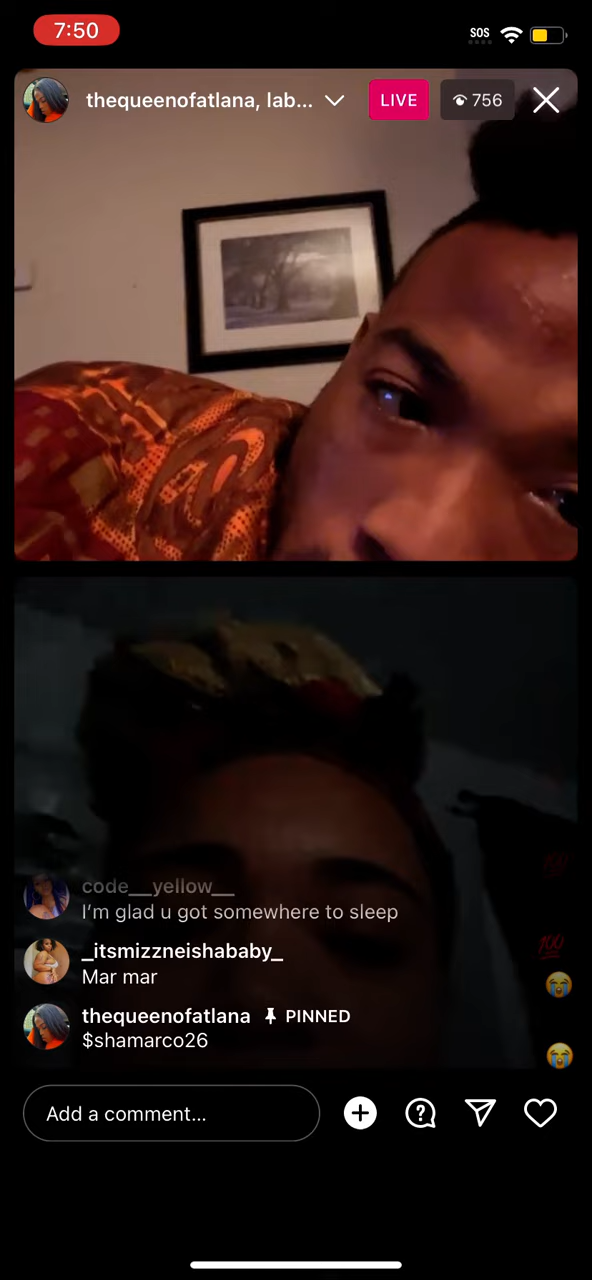 7:50
SOS
thequeenofatlana, lab...
LIVE
756
code__yellow__
I'm glad u got somewhere to sleep
_itsmizzneishababy_
Mar mar
thequeenofatlana PINNED
$shamarco26
Add a comment...